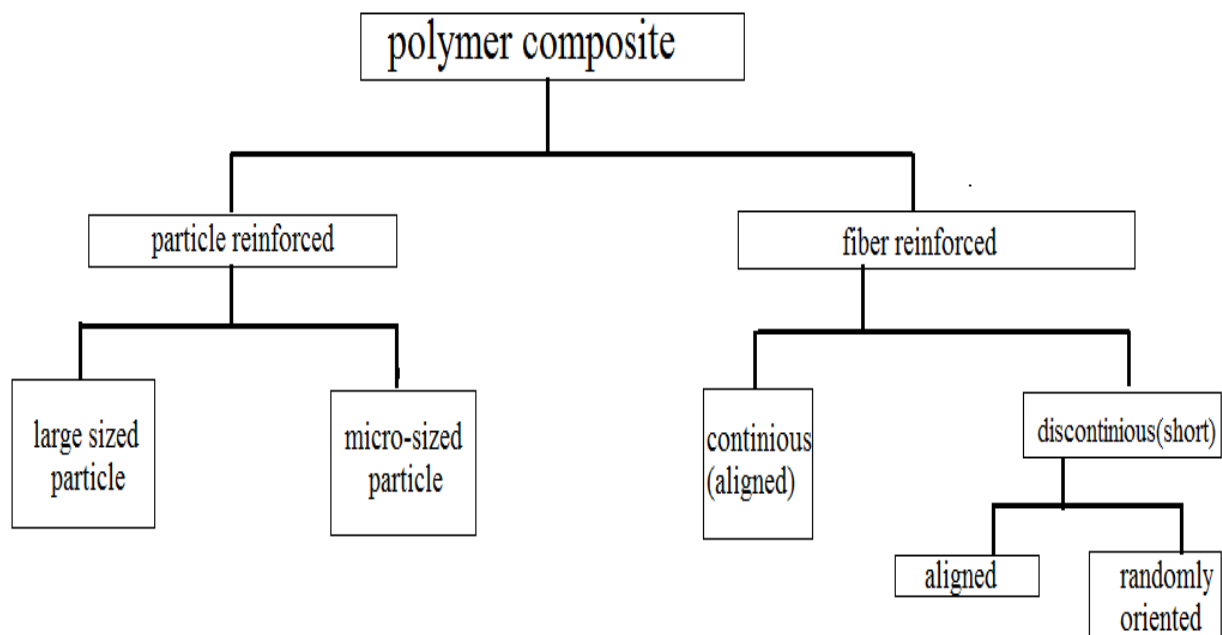 polymer composite
particle reinforced
fiber reinforced
large sized
particle
micro-sized
particle
continious
(aligned)
discontinious(short)
aligned
randomly
oriented